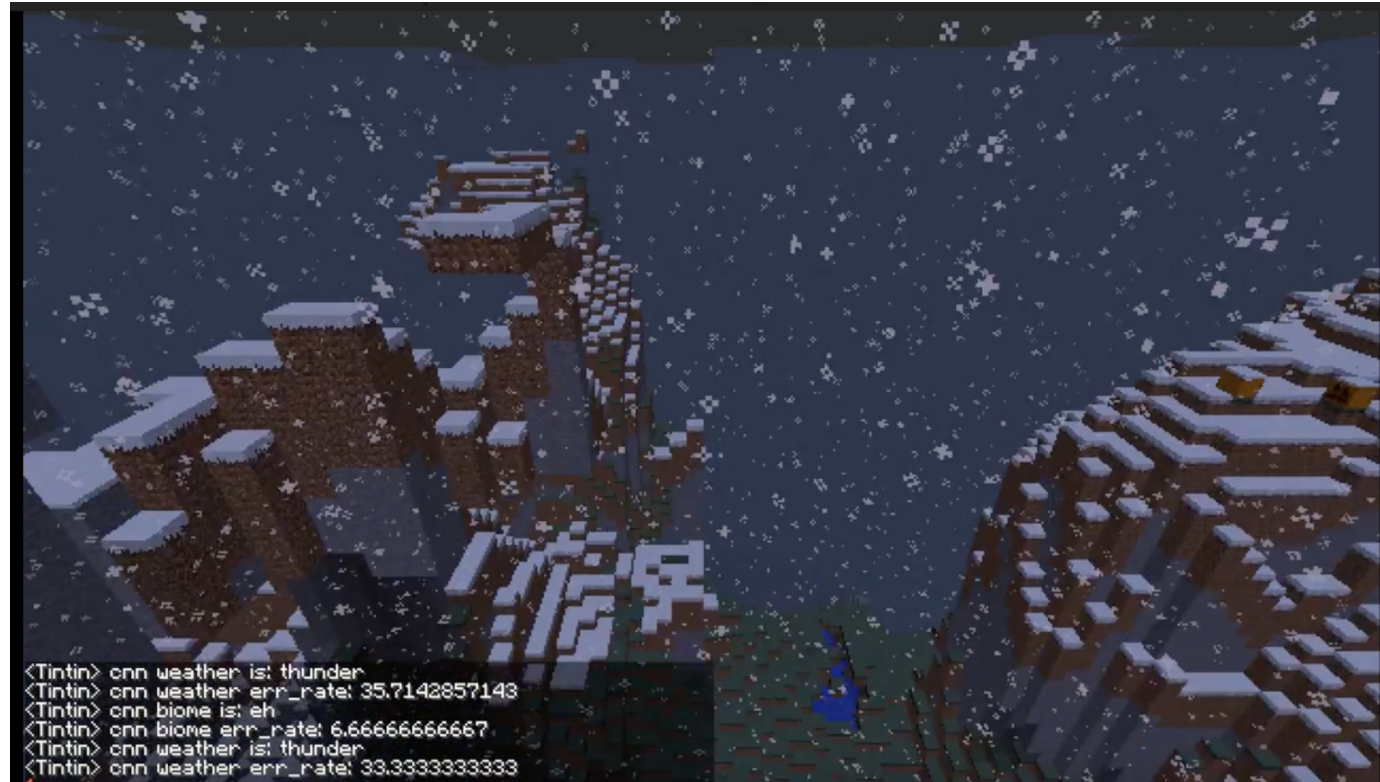 <Tintin> cnn weather is: thunder
<Tintin> cnn weather err_rate: 35.7142857143
<Tintin> cnn biome is: eh
<Tintin> cnn biome err_rate: 6.66666666667
<Tintin> cnn weather is: thunder
<Tintin> cnn weather err_rate: 33.3333333333